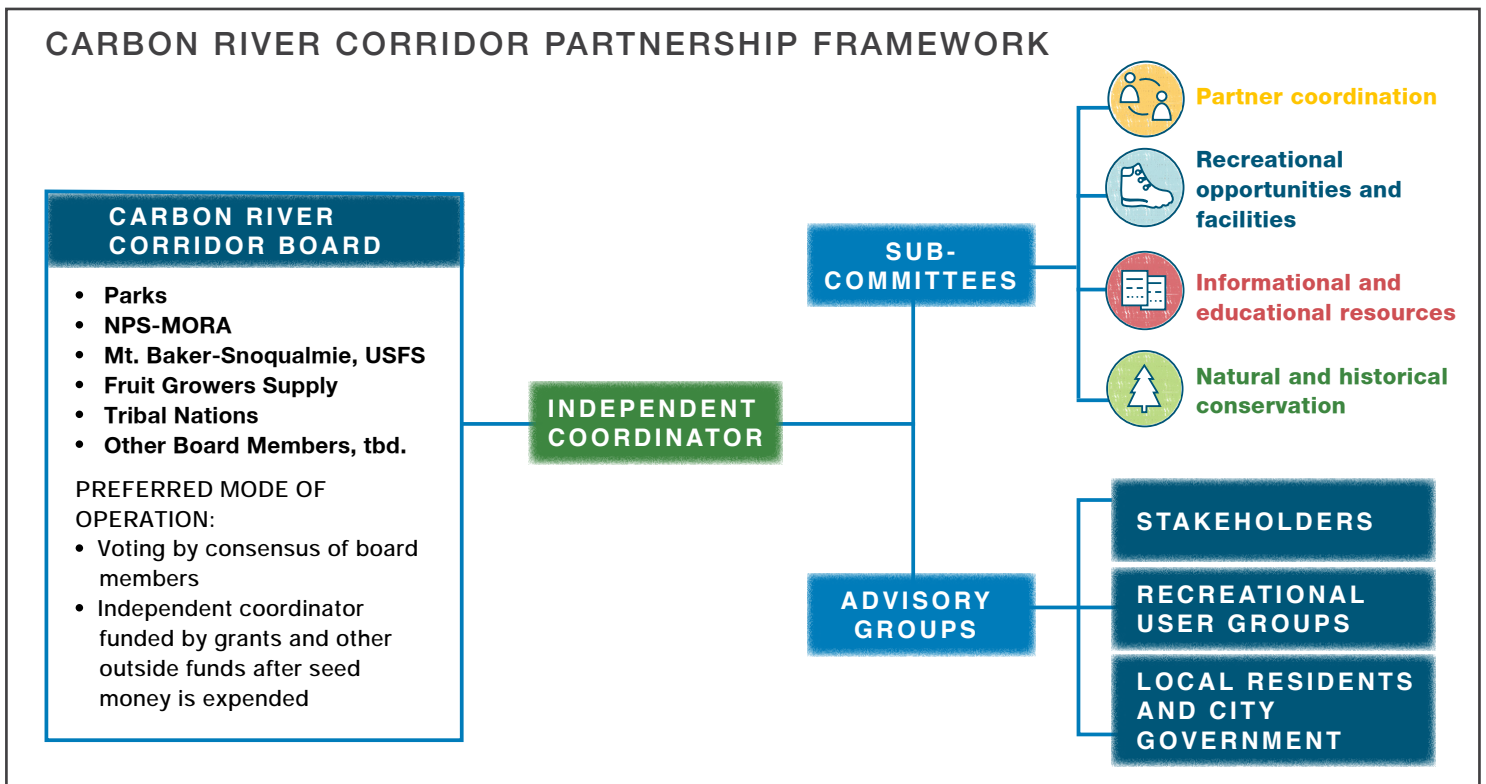 CARBON RIVER CORRIDOR PARTNERSHIP FRAMEWORK
CARBON RIVER
CORRIDOR BOARD
• Parks
• NPS-MORA
• Mt. Baker-Snoqualmie, USFS
• Fruit Growers Supply
• Tribal Nations
• Other Board Members, tbd.
PREFERRED MODE OF
OPERATION:
• Voting by consensus of board
members
• Independent coordinator
funded by grants and other
outside funds after seed
money is expended
INDEPENDENT
COORDINATOR
SUB-
COMMITTEES
Partner coordination
Recreational
opportunities and
facilities
Informational and
educational resources
Natural and historical
conservation
ADVISORY
GROUPS
STAKEHOLDERS
RECREATIONAL
USER GROUPS
LOCAL RESIDENTS
AND CITY
GOVERNMENT